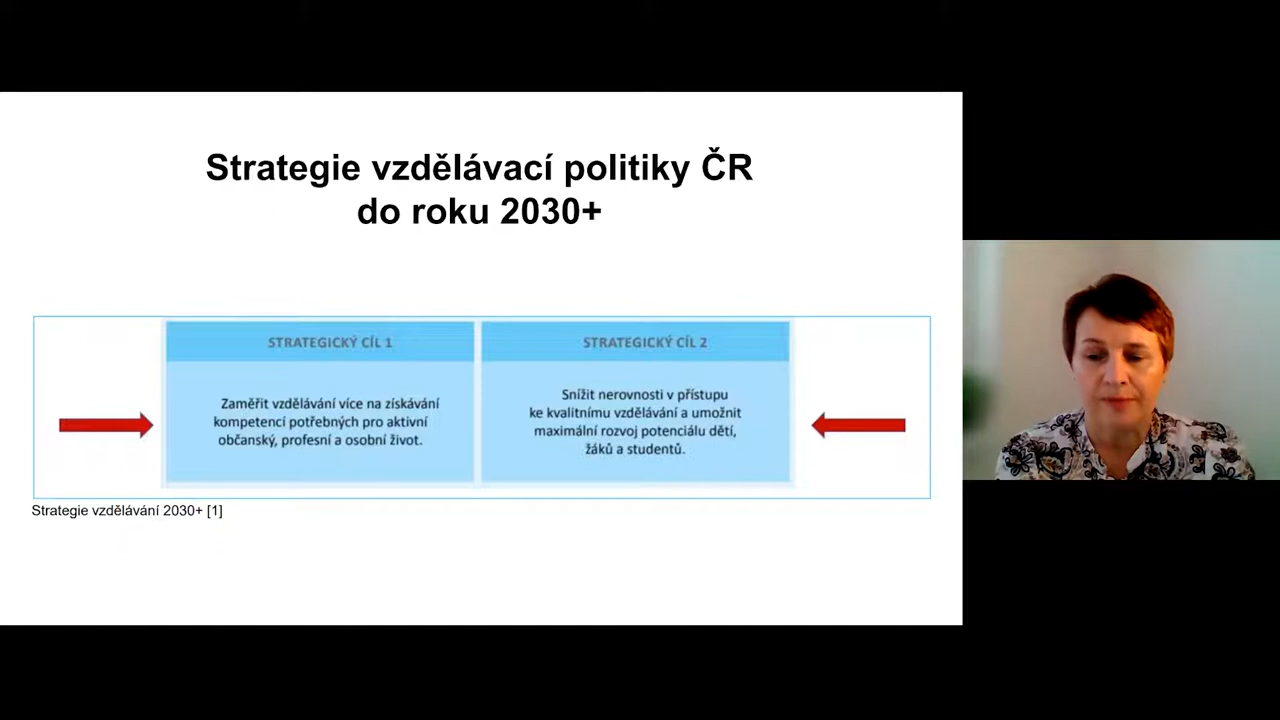 Strategie vzdělávací politiky ČR
do roku 2030+
STRATEGICKÝ CÍL 1
Zaměřit vzdělávání více na získávání
kompetencí potřebných pro aktivní
občanský, profesní a osobní život.
STRATEGICKÝ CÍL 2
Snížit nerovnosti v přístupu
ke kvalitnímu vzdělávání a umožnit
maximální rozvoj potenciálu dětí,
žáků a studentů.
Strategie vzdělávání 2030+ [1]